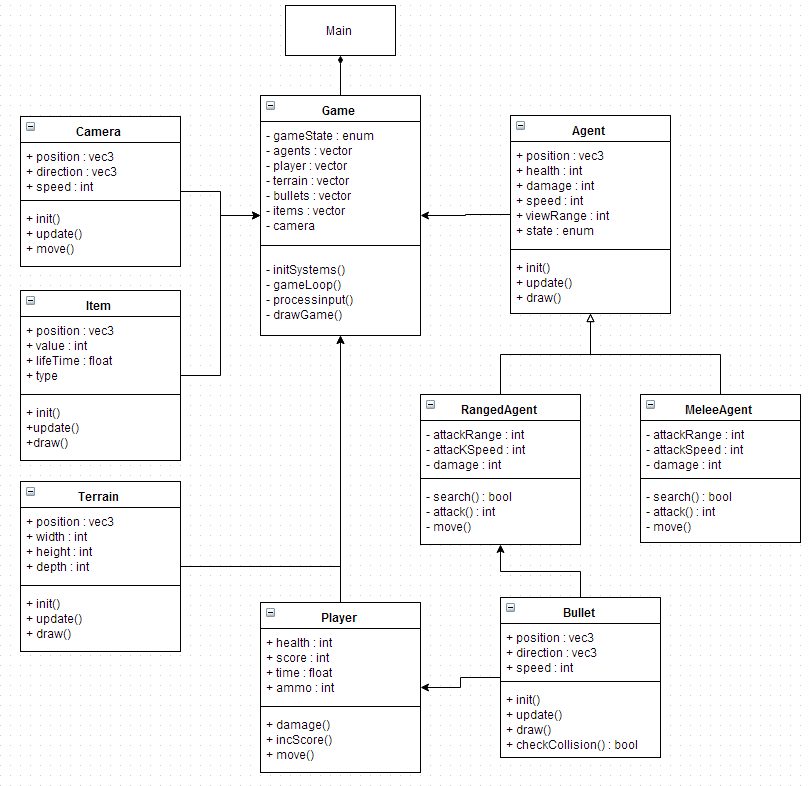 Main
Game
- gameState : enum
- agents : vector
- player : vector
- terrain : vector
- bullets : vector
- items : vector
- camera
- initSystems()
- gameLoop()
- processinput()
- drawGame()
Camera
+ position : vec3
+ direction : vec3
+ speed : int
+ init()
+ update()
+ move()
Agent
+ position : vec3
+ health : int
+ damage : int
+ speed : int
+ viewRange : int
+ state : enum
+ init()
+ update()
+ draw()
Item
+ position : vec3
+ value : int
+ lifeTime : float
+ type
+ init()
+update()
+draw()
RangedAgent
- attackRange : int
- attacKSpeed : int
- damage : int
- search() : bool
- attack() : int
- move()
MeleeAgent
- attackRange : int
- attackSpeed : int
- damage : int
- search() : bool
- attack() : int
- move()
Terrain
+ position : vec3
+ width : int
+ height : int
+ depth : int
+ init()
+ update()
+ draw()
Player
+ health : int
+ score : int
+ time : float
+ ammo : int
+ damage()
+ incScore()
+ move()
Bullet
+ position : vec3
+ direction : vec3
+ speed : int
+ init()
+ update()
+ draw()
+ checkCollision() : bool